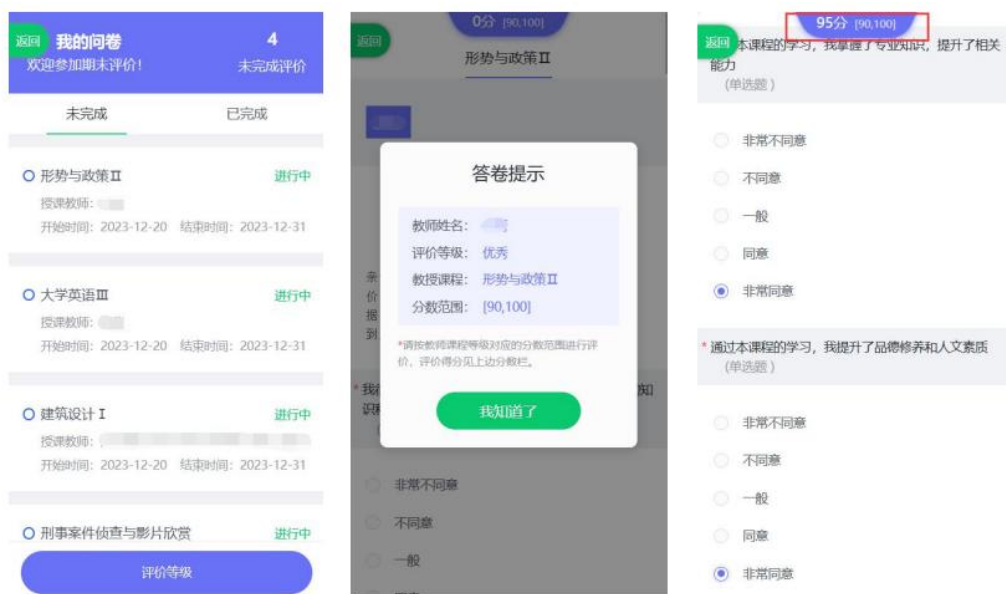 返回 我的问卷
4
欢迎参加期末评价!
未完成评价
未完成
已完成
形势与政策Ⅱ
进行中
授课教师:
开始时间: 2023-12-20 结束时间: 2023-12-31
大学英语Ⅲ
进行中
授课教师:
开始时间: 2023-12-20 结束时间: 2023-12-31
建筑设计Ⅰ
进行中
授课教师:
开始时间: 2023-12-20 结束时间: 2023-12-31
刑事案件侦查与影片欣赏
进行中
评价等级
0分 [90,100]
返回
形势与政策Ⅱ
答卷提示
教师姓名:
评价等级: 优秀
教授课程: 形势与政策Ⅱ
分数范围: [90,100]
*请按教师课程等级对应的分数范围进行评
价, 评价得分见上边分数栏。
我知道了
亲
价
据
到
*我
识
知
非常不同意
不同意
一般
95分 [90,100]
返回
本课程的学习, 我掌握了专业知识, 提升了相关
能力
(单选题)
非常不同意
不同意
一般
同意
非常同意
*通过本课程的学习, 我提升了品德修养和人文素质
(单选题)
非常不同意
不同意
一般
同意
非常同意